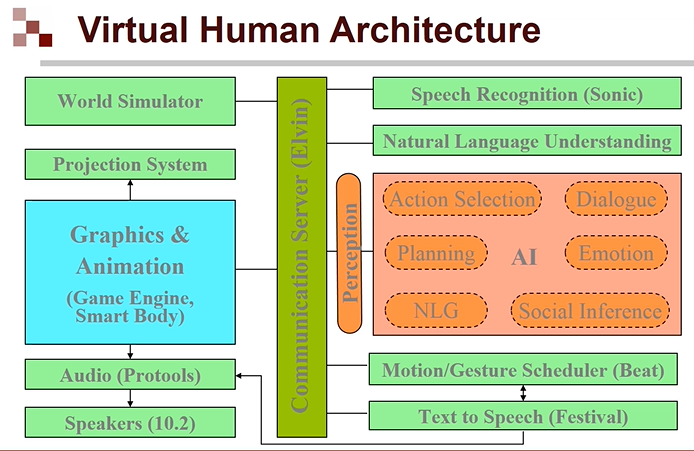 Virtual Human Architecture
World Simulator
Projection System
Graphics &
Animation
(Game Engine,
Smart Body)
Audio (Protools)
Speakers (10.2)
Communication Server (Elvin)
Speech Recognition (Sonic)
Natural Language Understanding
Perception
Action Selection
Dialogue
Planning
AI
Emotion
NLG
Social Inference
Motion/Gesture Scheduler (Beat)
Text to Speech (Festival)